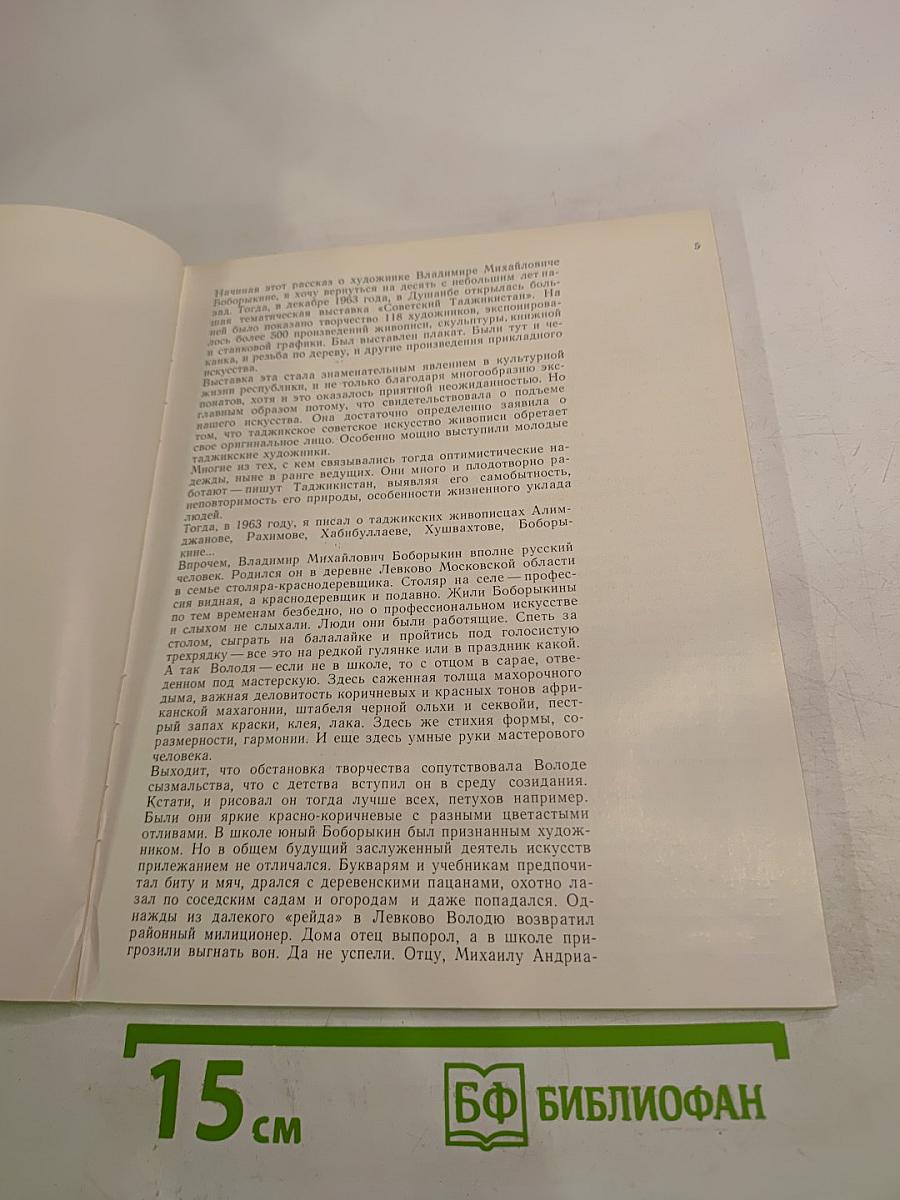 5
Начиная этот рассказ о художнике Владимире Михайловиче
Боборыкине, я хочу вернуться на десять с небольшим лет на-
зад. Тогда, в декабре 1963 года, в Душанбе открылась боль-
шая тематическая выставка «Советский Таджикистан». На
ней было показано творчество 118 художников, экспонирова-
лось более 500 произведений живописи, скульптуры, книжной
и станковой графики. Был выставлен плакат. Были тут и че-
канка, и резьба по дереву, и другие произведения прикладного
искусства.
Выставка эта стала знаменательным явлением в культурной
жизни республики, и не только благодаря многообразию экс-
понатов, хотя и это оказалось приятной неожиданностью. Но
главным образом потому, что свидетельствовала о подъеме
нашего искусства. Она достаточно определенно заявила о
том, что таджикское советское искусство живописи обретает
свое оригинальное лицо. Особенно мощно выступили молодые
таджикские художники.
Многие из тех, с кем связывались тогда оптимистические на-
дежды, ныне в ранге ведущих. Они много и плодотворно ра-
ботают — пишут Таджикистан, выявляя его самобытность,
неповторимость его природы, особенности жизненного уклада
людей.
Тогда, в 1963 году, я писал о таджикских живописцах Алим-
джанове, Рахимове, Хабибуллаеве, Хушвахтове, Боборы-
кине...
Впрочем, Владимир Михайлович Боборыкин вполне русский
человек. Родился он в деревне Левково Московской области
в семье столяра-краснодеревщика. Столяр на селе — профес-
сия видная, а краснодеревщик и подавно. Жили Боборыкины
по тем временам безбедно, но о профессиональном искусстве
и слыхом не слыхали. Люди они были работящие. Спеть за
столом, сыграть на балалайке и пройтись под голосистую
трехрядку — все это на редкой гулянке или в праздник какой.
А так Володя — если не в школе, то с отцом в сарае, отве-
денном под мастерскую. Здесь саженная толща махорочного
дыма, важная деловитость коричневых и красных тонов афри-
канской махагонии, штабеля черной ольхи и секвойи, пест-
рый запах краски, клея, лака. Здесь же стихия формы, со-
размерности, гармонии. И еще здесь умные руки мастерового
человека.
Выходит, что обстановка творчества сопутствовала Володе
сызмальства, что с детства вступил он в среду созидания.
Кстати, и рисовал он тогда лучше всех, петухов например.
Были они яркие красно-коричневые с разными цветастыми
отливами. В школе юный Боборыкин был признанным худож-
ником. Но в общем будущий заслуженный деятель искусств
прилежанием не отличался. Букварям и учебникам предпочи-
тал биту и мяч, дрался с деревенскими пацанами, охотно ла-
зал по соседским садам и огородам и даже попадался. Од-
нажды из далекого «рейда» в Левково Володю возвратил
районный милиционер. Дома отец выпорол, а в школе при-
грозили выгнать вон. Да не успели. Отцу, Михаилу Андриа-
15 см
БФ БИБЛИОФАН